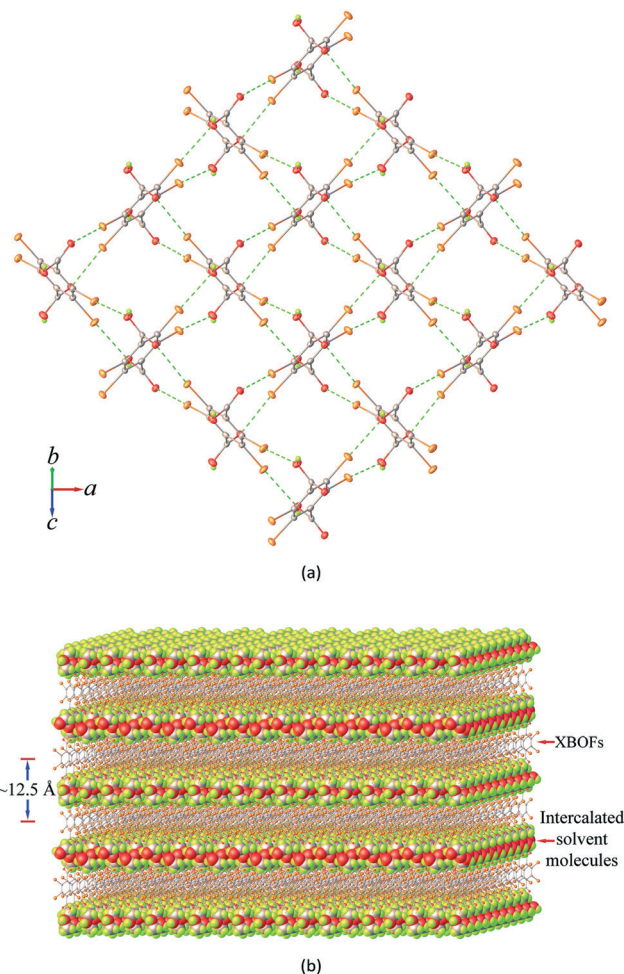 b
a
c
(a)
XBOFs
~12.5 Å
Intercalated
solvent
molecules
(b)